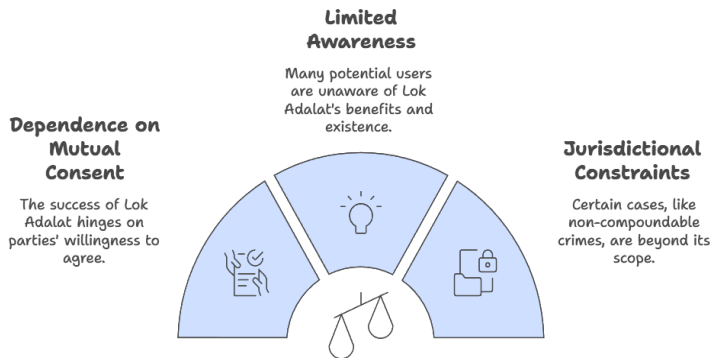 Limited
Awareness
Many potential users
are unaware of Lok
Adalat's benefits and
existence.
Dependence on
Mutual
Consent
The success of Lok
Adalat hinges on
parties' willingness to
agree.
Jurisdictional
Constraints
Certain cases, like
non-compoundable
crimes, are beyond its
scope.